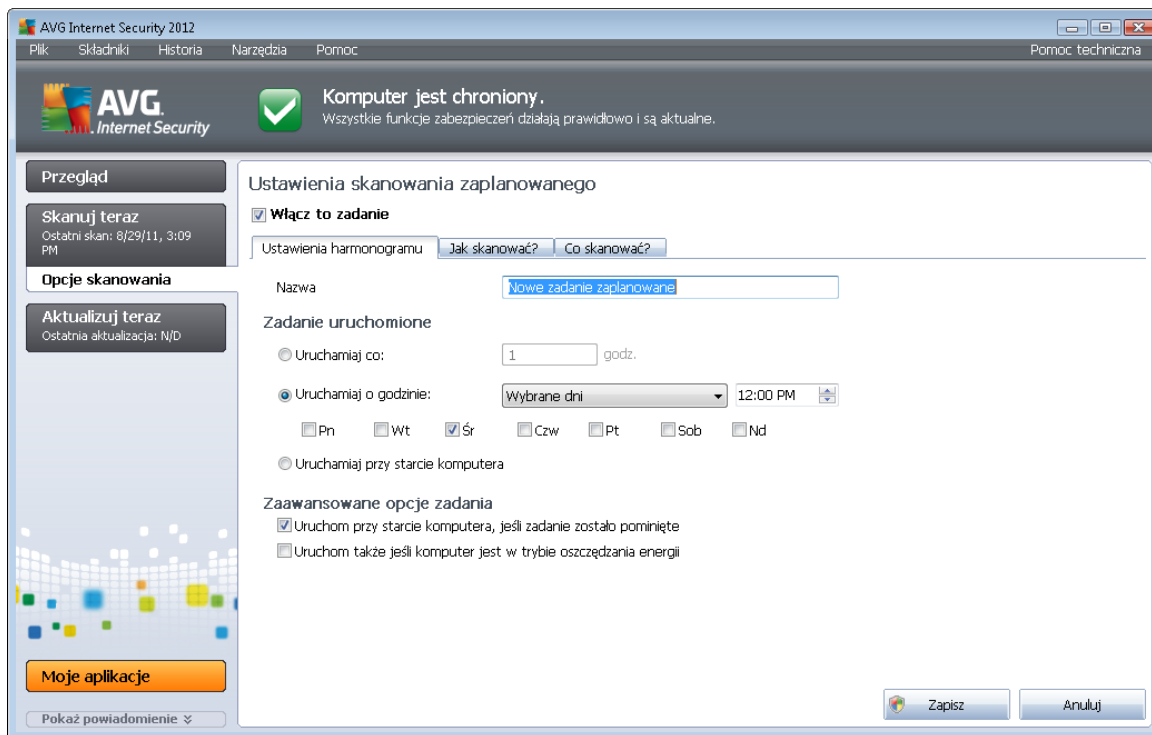 AVG Internet Security 2012
Plik Składniki Historia Narzędzia Pomoc Pomoc techniczna
AVG.
Internet Security
Komputer jest chroniony.
Wszystkie funkcje zabezpieczeń działają prawidłowo i są aktualne.
Przegląd
Skanuj teraz
Ostatni skan: 8/29/11, 3:09
PM
Opcje skanowania
Aktualizuj teraz
Ostatnia aktualizacja: N/D
Moje aplikacje
Pokaż powiadomienie
Ustawienia skanowania zaplanowanego
Włącz to zadanie
Ustawienia harmonogramu Jak skanować? Co skanować?
Nazwa Nowe zadanie zaplanowane
Zadanie uruchomione
Uruchamiaj co: 1 godz.
Uruchamiaj o godzinie: Wybrane dni 12:00 PM
Pn Wt Śr Czw Pt Sob Nd
Uruchamiaj przy starcie komputera
Zaawansowane opcje zadania
Uruchom przy starcie komputera, jeśli zadanie zostało pominięte
Uruchom także jeśli komputer jest w trybie oszczędzania energii
Zapisz Anuluj